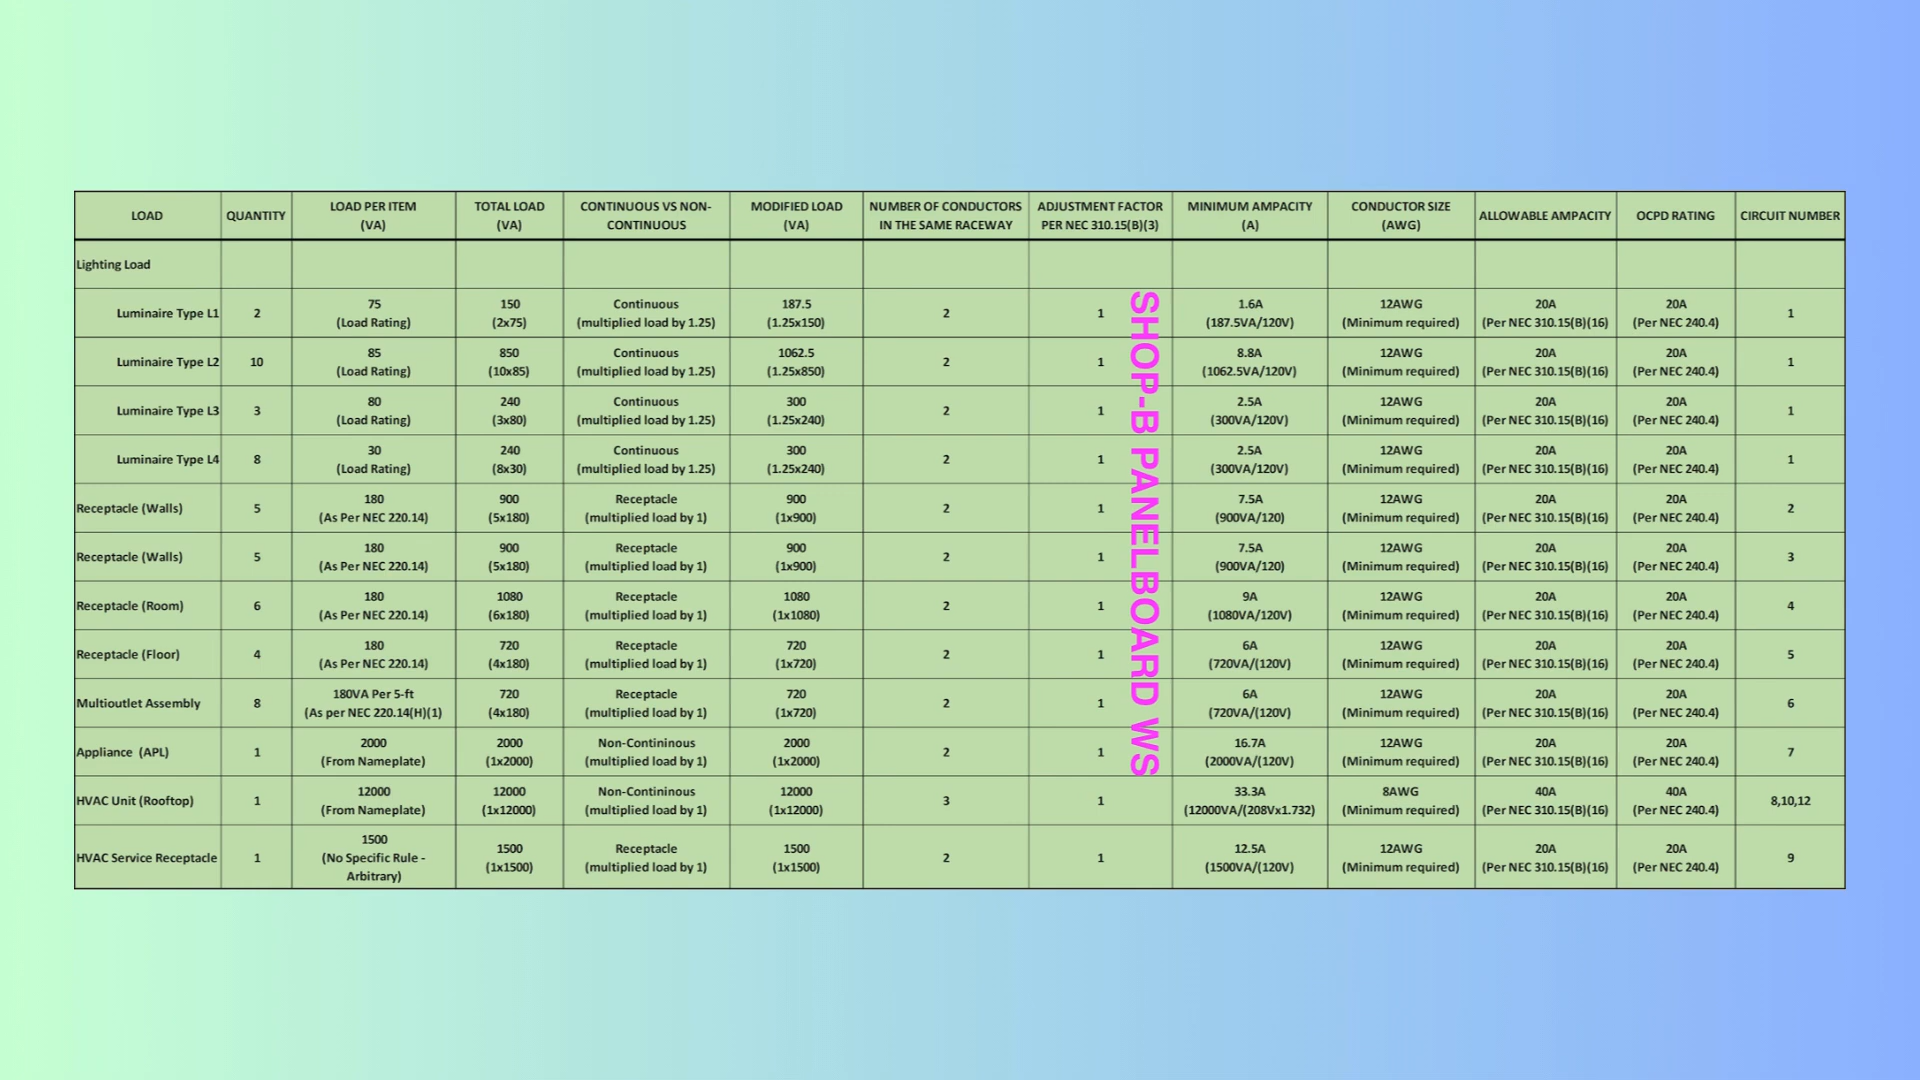 LOAD QUANTITY LOAD PER ITEM (VA) TOTAL LOAD (VA) CONTINUOUS VS NON-CONTINUOUS MODIFIED LOAD (VA) NUMBER OF CONDUCTORS IN THE SAME RACEWAY ADJUSTMENT FACTOR PER NEC 310.15(B)(3) MINIMUM AMPACITY (A) CONDUCTOR SIZE (AWG) ALLOWABLE AMPACITY OCPD RATING CIRCUIT NUMBER
Lighting Load
Luminaire Type L1 2 75 (Load Rating) 150 (2x75) Continuous (multiplied load by 1.25) 187.5 (1.25x150) 2 1 1.6A (187.5VA/120V) 12AWG (Minimum required) 20A (Per NEC 310.15(B)(16) 20A (Per NEC 240.4) 1
Luminaire Type L2 10 85 (Load Rating) 850 (10x85) Continuous (multiplied load by 1.25) 1062.5 (1.25x850) 2 1 8.8A (1062.5VA/120V) 12AWG (Minimum required) 20A (Per NEC 310.15(B)(16) 20A (Per NEC 240.4) 1
Luminaire Type L3 3 80 (Load Rating) 240 (3x80) Continuous (multiplied load by 1.25) 300 (1.25x240) 2 1 2.5A (300VA/120V) 12AWG (Minimum required) 20A (Per NEC 310.15(B)(16) 20A (Per NEC 240.4) 1
Luminaire Type L4 8 30 (Load Rating) 240 (8x30) Continuous (multiplied load by 1.25) 300 (1.25x240) 2 1 2.5A (300VA/120V) 12AWG (Minimum required) 20A (Per NEC 310.15(B)(16) 20A (Per NEC 240.4) 1
Receptacle (Walls) 5 180 (As Per NEC 220.14) 900 (5x180) Receptacle (multiplied load by 1) 900 (1x900) 2 1 7.5A (900VA/120) 12AWG (Minimum required) 20A (Per NEC 310.15(B)(16) 20A (Per NEC 240.4) 2
Receptacle (Walls) 5 180 (As Per NEC 220.14) 900 (5x180) Receptacle (multiplied load by 1) 900 (1x900) 2 1 7.5A (900VA/120) 12AWG (Minimum required) 20A (Per NEC 310.15(B)(16) 20A (Per NEC 240.4) 3
Receptacle (Room) 6 180 (As Per NEC 220.14) 1080 (6x180) Receptacle (multiplied load by 1) 1080 (1x1080) 2 1 9A (1080VA/120V) 12AWG (Minimum required) 20A (Per NEC 310.15(B)(16) 20A (Per NEC 240.4) 4
Receptacle (Floor) 4 180 (As Per NEC 220.14) 720 (4x180) Receptacle (multiplied load by 1) 720 (1x720) 2 1 6A (720VA/(120V) 12AWG (Minimum required) 20A (Per NEC 310.15(B)(16) 20A (Per NEC 240.4) 5
Multioutlet Assembly 8 180VA Per 5-ft (As per NEC 220.14(H)(1) 720 (4x180) Receptacle (multiplied load by 1) 720 (1x720) 2 1 6A (720VA/(120V) 12AWG (Minimum required) 20A (Per NEC 310.15(B)(16) 20A (Per NEC 240.4) 6
Appliance (APL) 1 2000 (From Nameplate) 2000 (1x2000) Non-Contininous (multiplied load by 1) 2000 (1x2000) 2 1 16.7A (2000VA/(120V) 12AWG (Minimum required) 20A (Per NEC 310.15(B)(16) 20A (Per NEC 240.4) 7
HVAC Unit (Rooftop) 1 12000 (From Nameplate) 12000 (1x12000) Non-Contininous (multiplied load by 1) 12000 (1x12000) 3 1 33.3A (12000VA/(208Vx1.732) 8AWG (Minimum required) 40A (Per NEC 310.15(B)(16) 40A (Per NEC 240.4) 8,10,12
HVAC Service Receptacle 1 1500 (No Specific Rule - Arbitrary) 1500 (1x1500) Receptacle (multiplied load by 1) 1500 (1x1500) 2 1 12.5A (1500VA/(120V) 12AWG (Minimum required) 20A (Per NEC 310.15(B)(16) 20A (Per NEC 240.4) 9
SHOP-B PANELBOARD WS